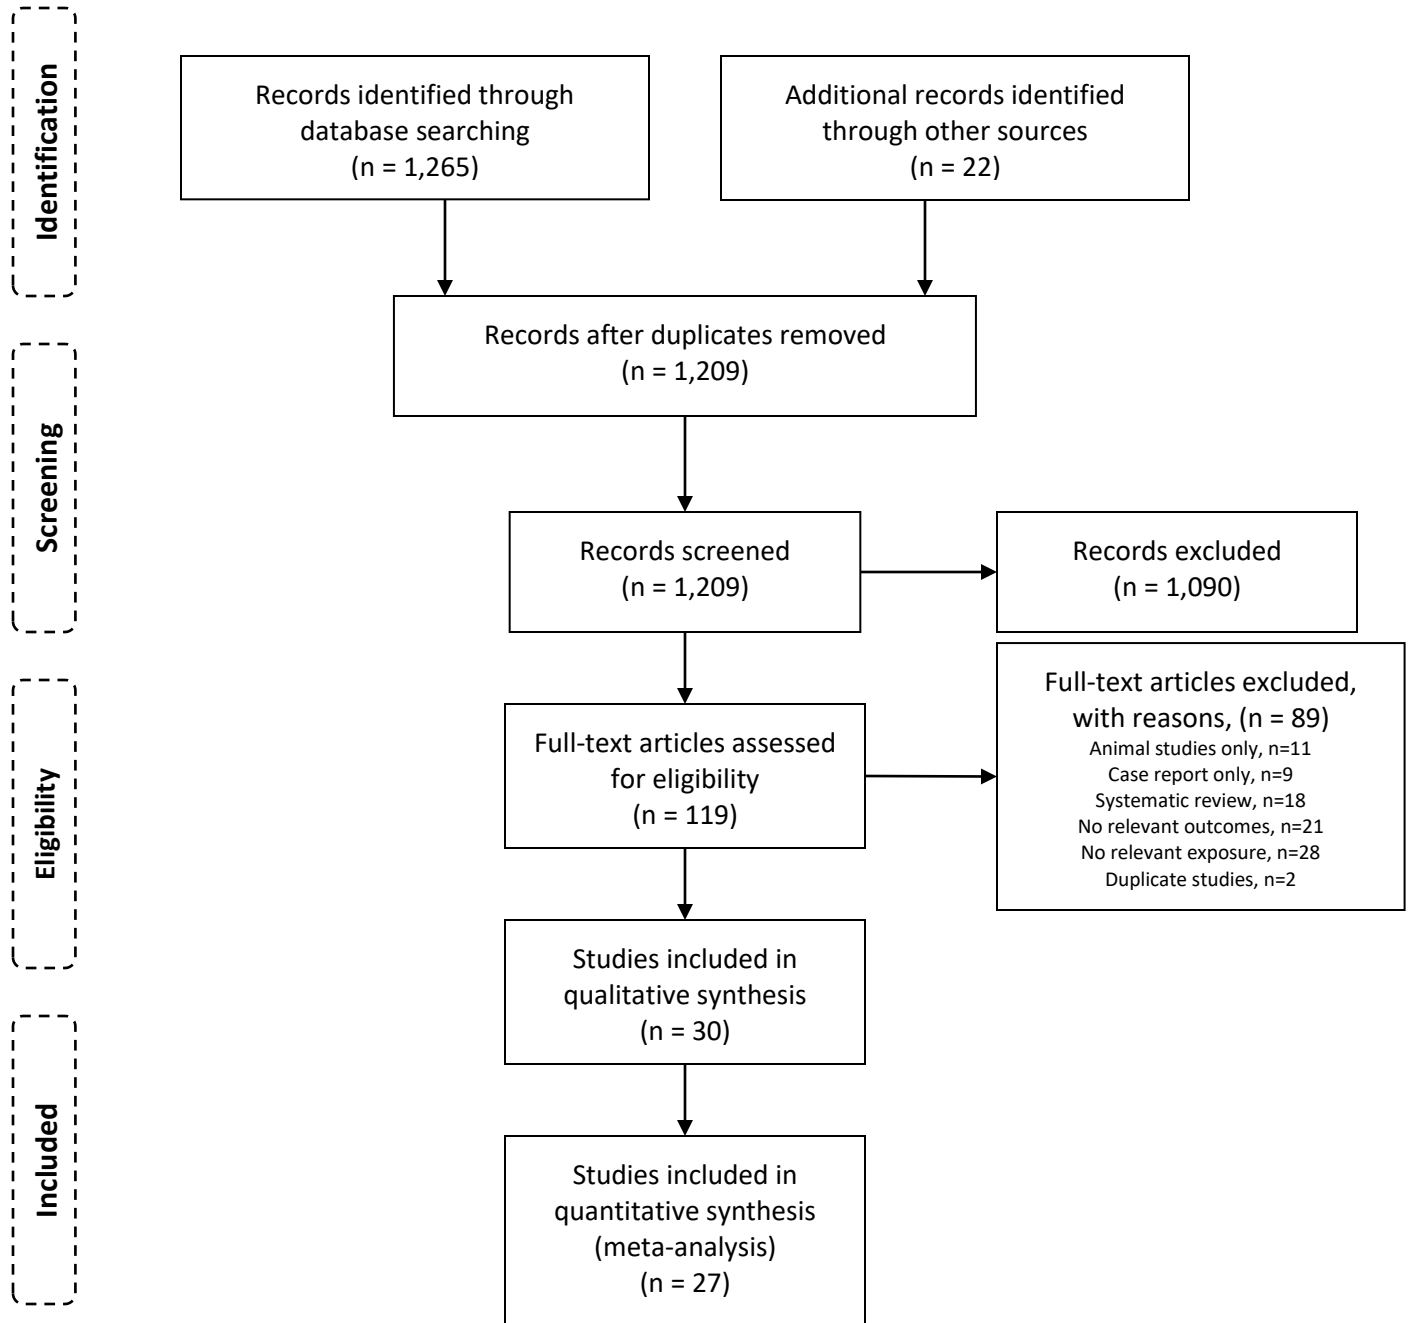 Identification
Records identified through
database searching
(n = 1,265)
Additional records identified
through other sources
(n = 22)
Records after duplicates removed
(n = 1,209)
Screening
Records screened
(n = 1,209)
Records excluded
(n = 1,090)
Eligibility
Full-text articles assessed
for eligibility
(n = 119)
Full-text articles excluded,
with reasons, (n = 89)
Animal studies only, n=11
Case report only, n=9
Systematic review, n=18
No relevant outcomes, n=21
No relevant exposure, n=28
Duplicate studies, n=2
Studies included in
qualitative synthesis
(n = 30)
Included
Studies included in
quantitative synthesis
(meta-analysis)
(n = 27)